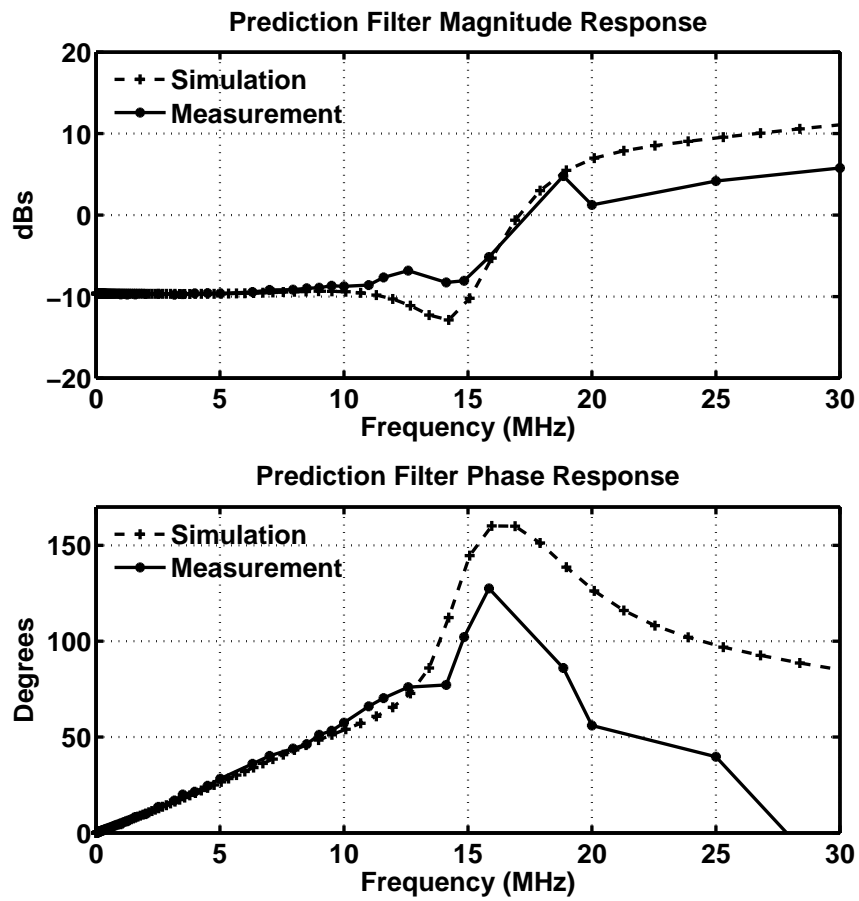 Prediction Filter Magnitude Response
20
10
0
−10
−20
dBs
Simulation
Measurement
0 5 10 15 20 25 30
Frequency (MHz)
Prediction Filter Phase Response
150
100
50
0
Degrees
Simulation
Measurement
0 5 10 15 20 25 30
Frequency (MHz)